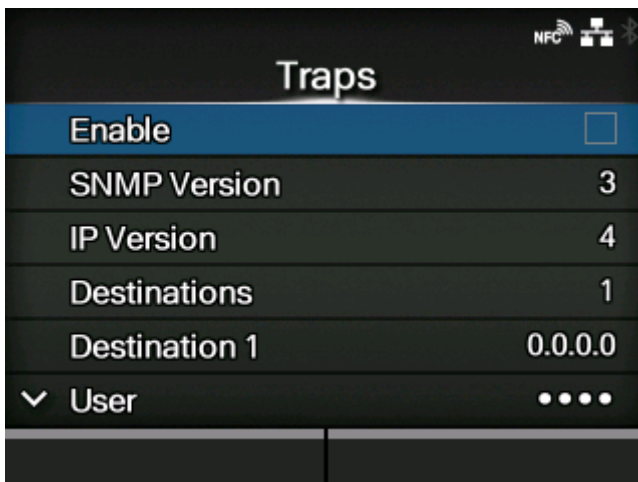 NFC
Traps
Enable
SNMP Version 3
IP Version 4
Destinations 1
Destination 1 0.0.0.0
User ••••